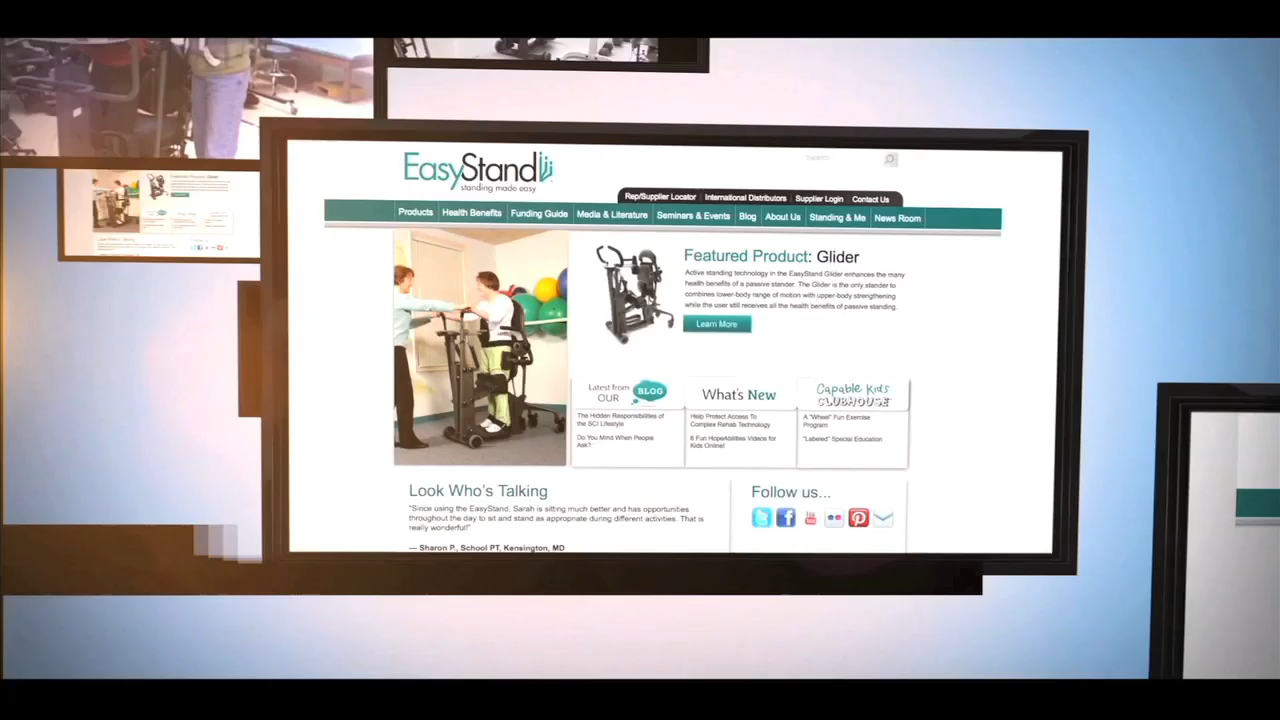 EasyStand
standing made easy
Search
Rep/Supplier Locator International Distributors Supplier Login Contact Us
Products Health Benefits Funding Guide Media & Literature Seminars & Events Blog About Us Standing & Me News Room
Featured Product: Glider
Active standing technology in the EasyStand Glider enhances the many
health benefits of a passive stander. The Glider is the only stander to
combines lower-body range of motion with upper-body strengthening
while the user still receives all the health benefits of passive standing.
Learn More
Latest from
OUR BLOG
The Hidden Responsibilities of
the SCI Lifestyle
Do You Mind When People
Ask?
What's New
Help Protect Access To
Complex Rehab Technology
6 Fun HopeAbilities Videos for
Kids Online!
Capable Kids
CLUBHOUSE
A "Wheel" Fun Exercise
Program
"Labeled" Special Education
Look Who's Talking
"Since using the EasyStand, Sarah is sitting much better and has opportunities
throughout the day to sit and stand as appropriate during different activities. That is
really wonderful!"
— Sharon P., School PT, Kensington, MD
Follow us...